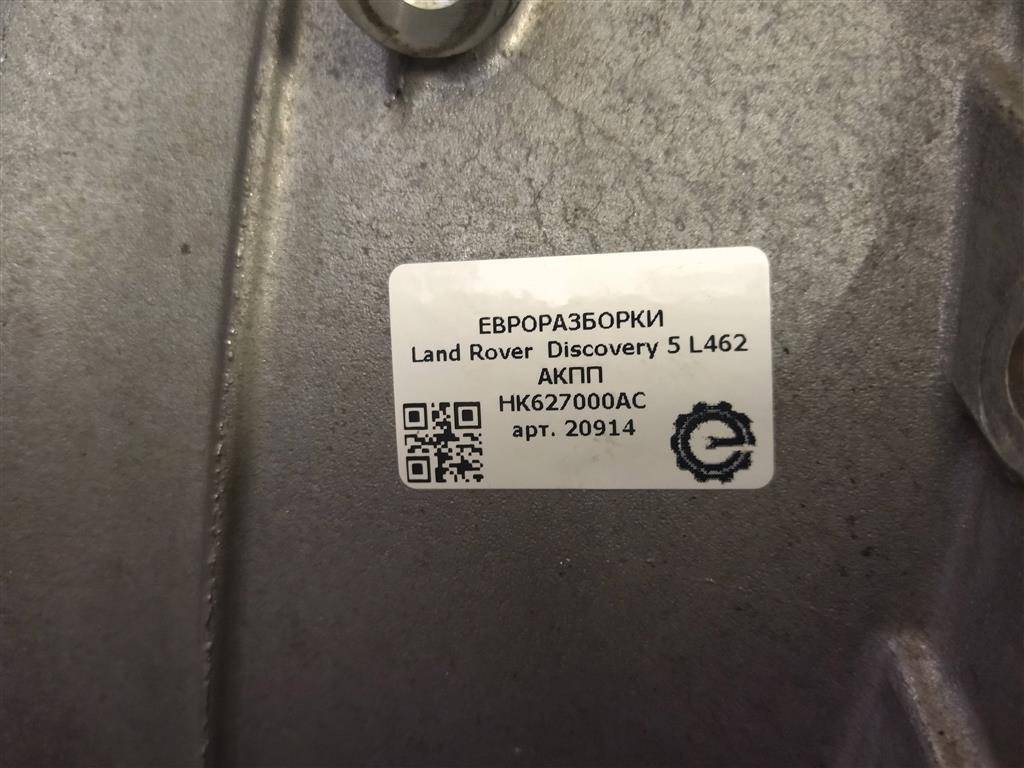 ЕВРОРАЗБОРКИ
Land Rover Discovery 5 L462
АКПП
HK627000AC
арт. 20914